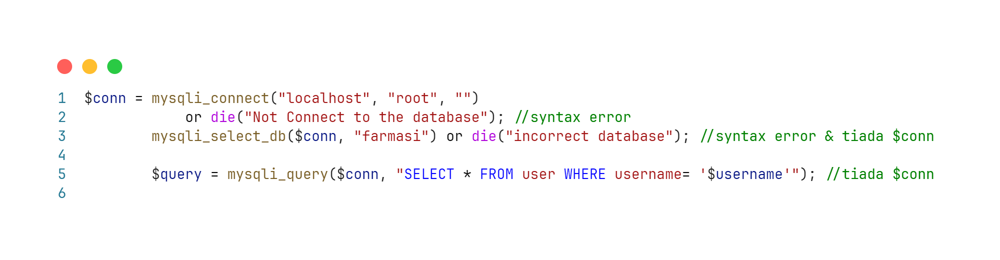 1 $conn = mysqli_connect("localhost", "root", "")
2 or die("Not Connect to the database"); //syntax error
3 mysqli_select_db($conn, "farmasi") or die("incorrect database"); //syntax error & tiada $conn
4
5 $query = mysqli_query($conn, "SELECT * FROM user WHERE username= '$username'"); //tiada $conn
6